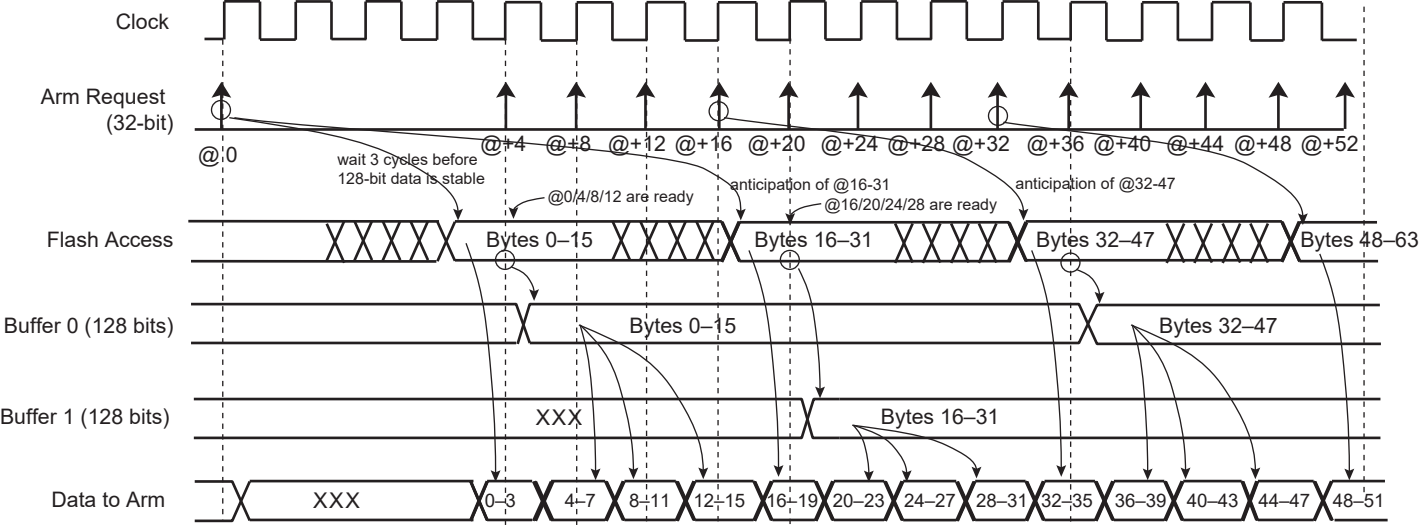 Clock
Arm Request
(32-bit)
@ 0
@+4 @+8 @+12 @+16 @+20 @+24 @+28 @+32 @+36 @+40 @+44 @+48 @+52
wait 3 cycles before
128-bit data is stable
@0/4/8/12 are ready
anticipation of @16-31
@16/20/24/28 are ready
anticipation of @32-47
Flash Access
Bytes 0–15 Bytes 16–31 Bytes 32–47 Bytes 48–63
Buffer 0 (128 bits)
Bytes 0–15 Bytes 32–47
Buffer 1 (128 bits)
XXX Bytes 16–31
Data to Arm
XXX 0–3 4–7 8–11 12–15 16–19 20–23 24–27 28–31 32–35 36–39 40–43 44–47 48–51